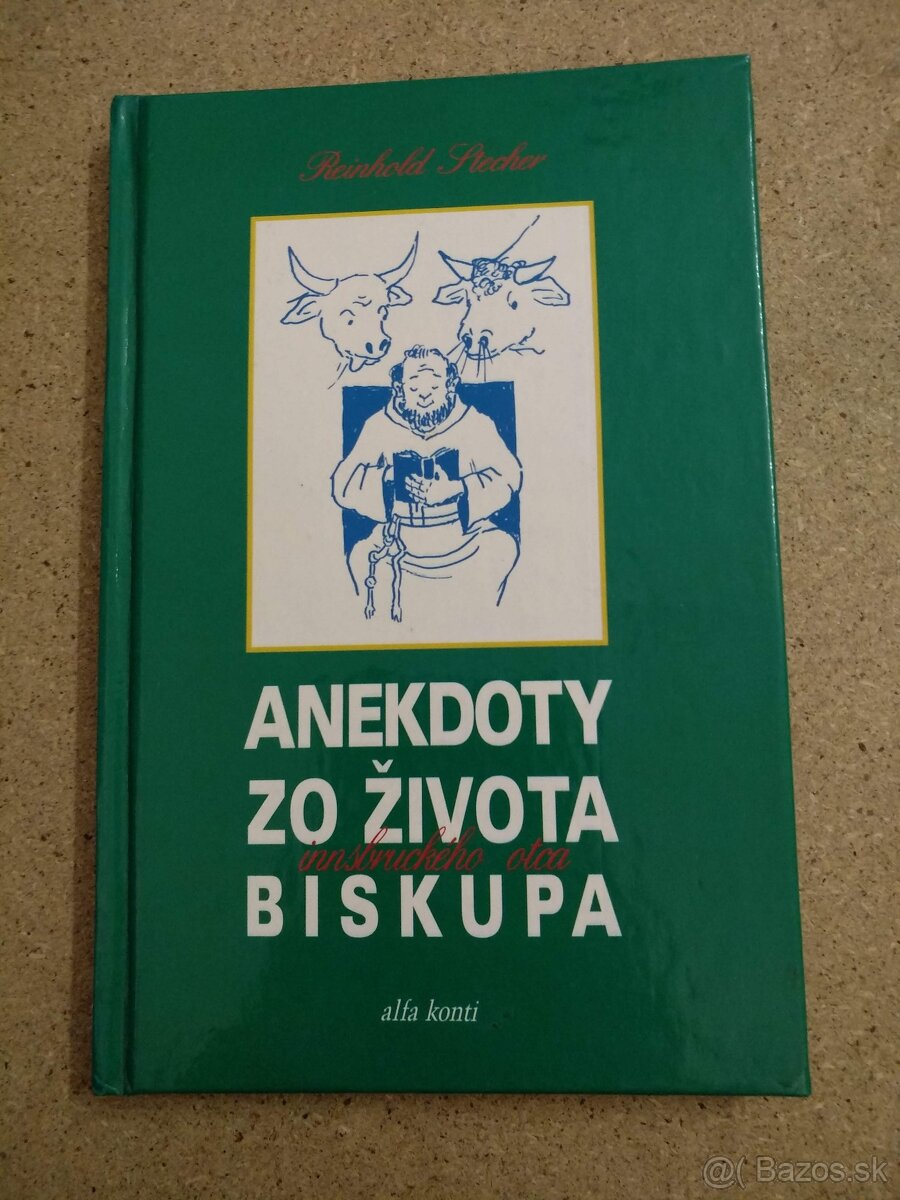 Reinhold Stecher
ANEKDOTY
ZO ŽIVOTA
innsbruckého otca
BISKUPA
alfa konti
@( Bazos.sk